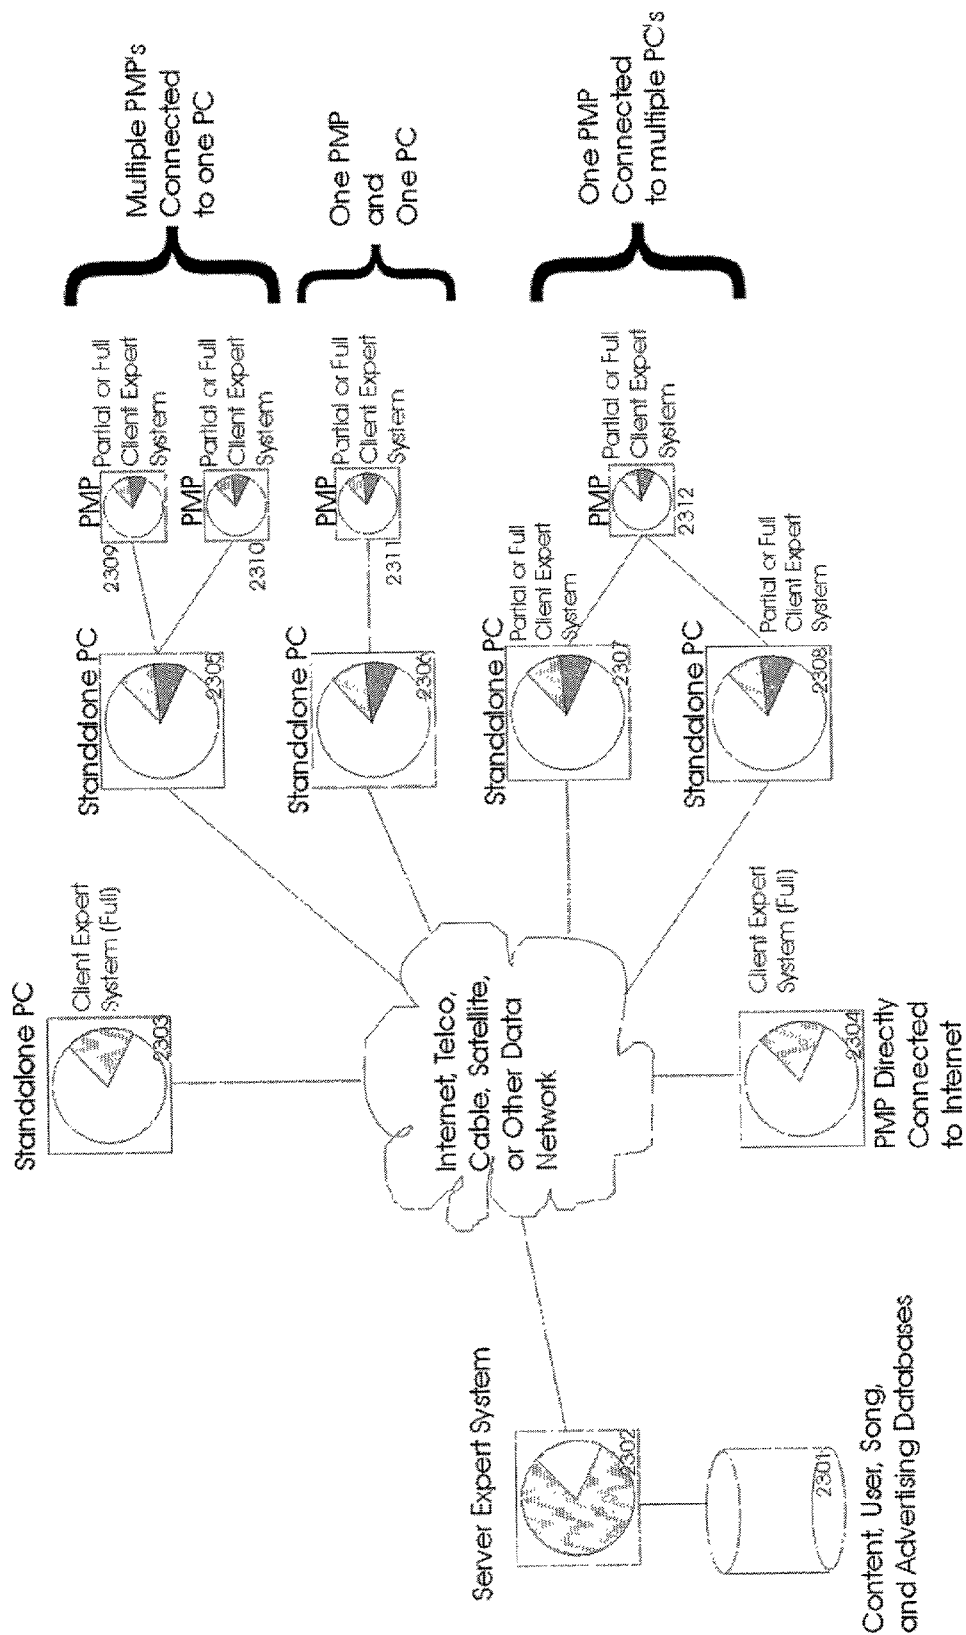 Multiple PMP's
Connected
to one PC
One PMP
and
One PC
One PMP
Connected
to multiple PC's
PMP
Partial or Full
Client Expert
System
2309
PMP
Partial or Full
Client Expert
System
2310
PMP
Partial or Full
Client Expert
System
2311
PMP
Partial or Full
Client Expert
System
2312
Standalone PC
2305
Standalone PC
2306
Standalone PC
Partial or Full
Client Expert
System
2307
Standalone PC
Partial or Full
Client Expert
System
2308
Standalone PC
Client Expert
System (Full)
2303
Internet, Telco,
Cable, Satellite,
or Other Data
Network
Client Expert
System (Full)
2304
PMP Directly
Connected
to Internet
Server Expert System
2302
2301
Content, User, Song,
and Advertising Databases